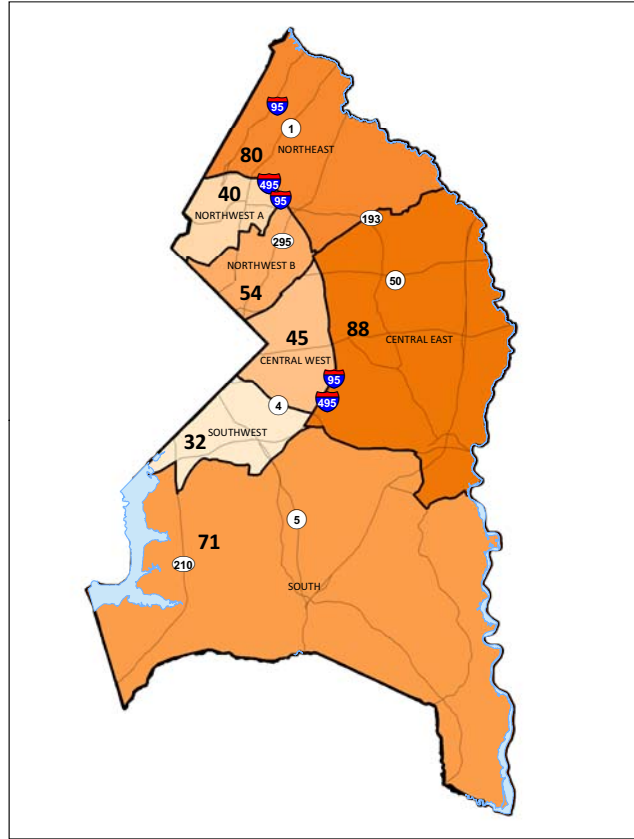 95
1
NORTHEAST
80
495
40
95
NORTHWEST A
193
295
NORTHWEST B
50
54
45
88
CENTRAL EAST
CENTRAL WEST
95
495
4
32
SOUTHWEST
5
71
210
SOUTH